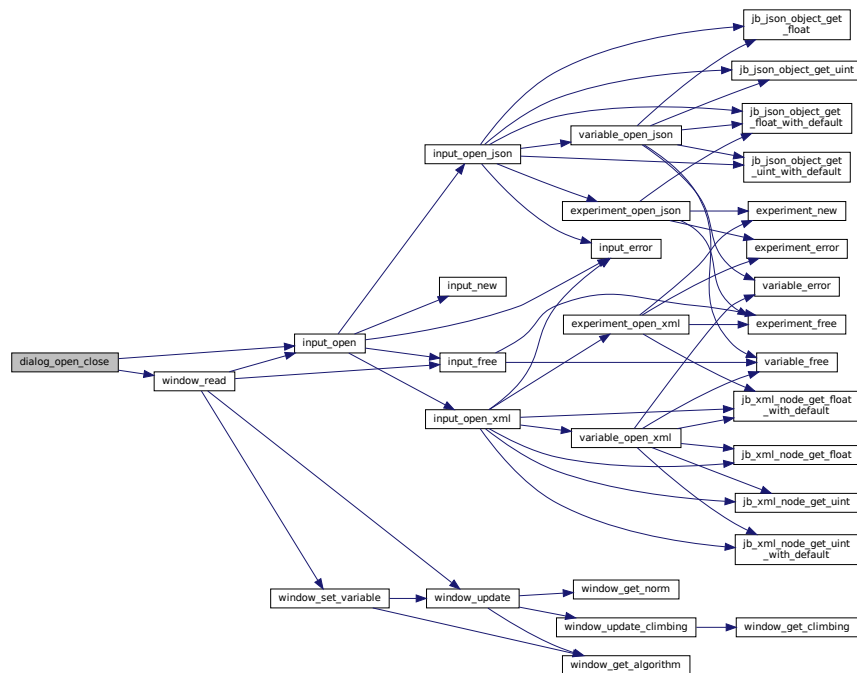 jb_json_object_get
_float
jb_json_object_get_uint
jb_json_object_get
_float_with_default
variable_open_json
input_open_json
jb_json_object_get
_uint_with_default
experiment_open_json
experiment_new
input_error
experiment_error
input_new
variable_error
experiment_open_xml
experiment_free
input_open
dialog_open_close
input_free
variable_free
window_read
jb_xml_node_get_float
_with_default
input_open_xml
variable_open_xml
jb_xml_node_get_float
jb_xml_node_get_uint
jb_xml_node_get_uint
_with_default
window_get_norm
window_set_variable
window_update
window_update_climbing
window_get_climbing
window_get_algorithm